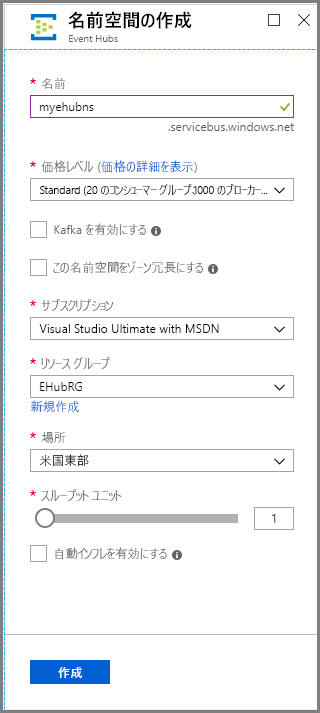 名前空間の作成
Event Hubs
* 名前
myehubns
.servicebus.windows.net
* 価格レベル (価格の詳細を表示)
Standard (20 のコンシューマー グループ,1000 のブローカー...
Kafka を有効にする
この名前空間をゾーン冗長にする
* サブスクリプション
Visual Studio Ultimate with MSDN
* リソース グループ
EHubRG
新規作成
* 場所
米国東部
* スループット ユニット
1
自動インフレを有効にする
作成